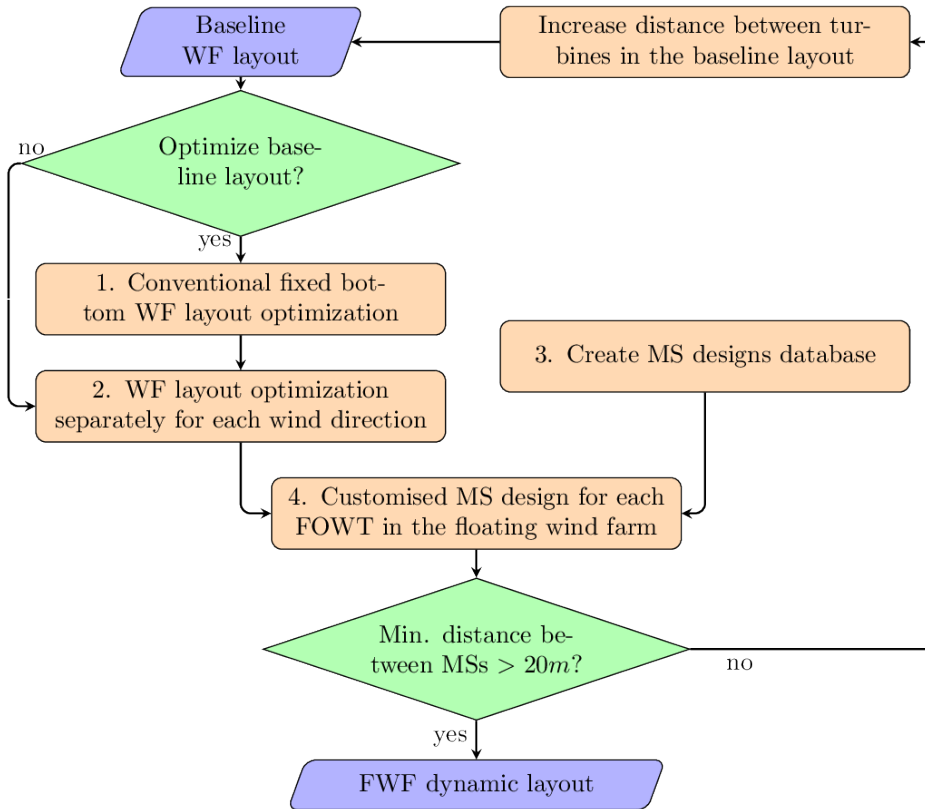 Baseline
WF layout
Increase distance between tur-
bines in the baseline layout
Optimize base-
line layout?
no
yes
1. Conventional fixed bot-
tom WF layout optimization
2. WF layout optimization
separately for each wind direction
3. Create MS designs database
4. Customised MS design for each
FOWT in the floating wind farm
Min. distance be-
tween MSs > 20m?
no
yes
FWF dynamic layout